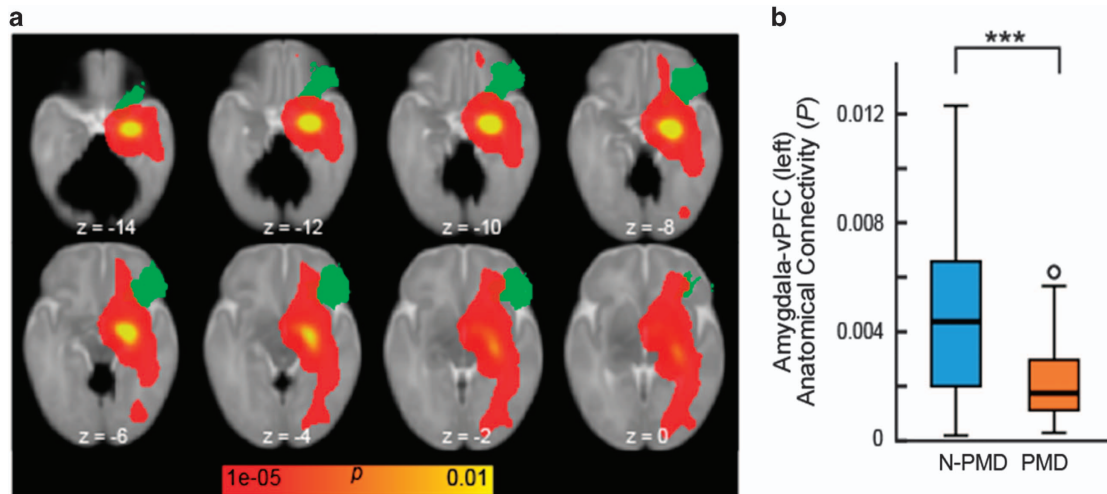 a
z = -14
z = -12
z = -10
z = -8
z = -6
z = -4
z = -2
z = 0
1e-05
p
0.01
b
***
Amygdala-vPFC (left)
Anatomical Connectivity (P)
0.012
0.008
0.004
0
N-PMD PMD